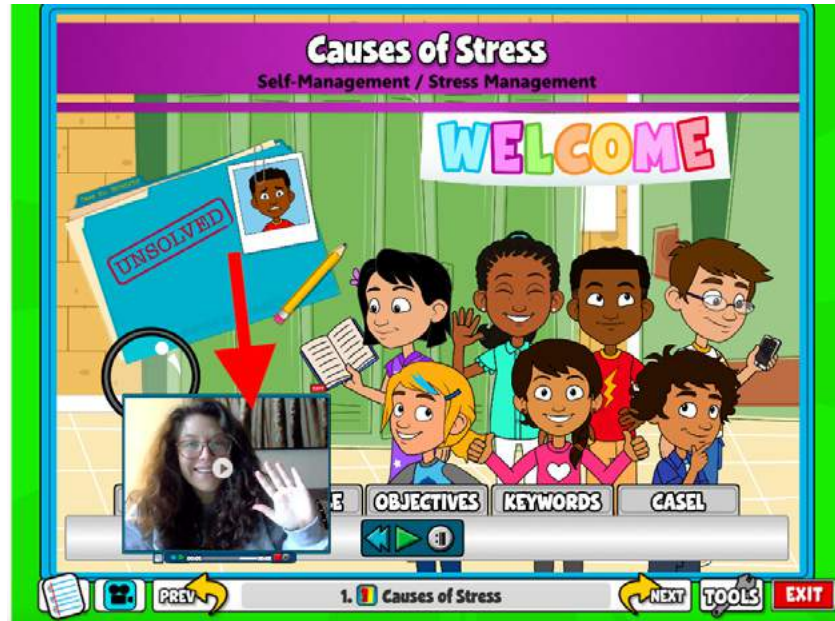 Causes of Stress
Self-Management / Stress Management
WELCOME
UNSOLVED
OBJECTIVES
KEYWORDS
CASEL
PREV
1. 1 Causes of Stress
NEXT
TOOLS
EXIT